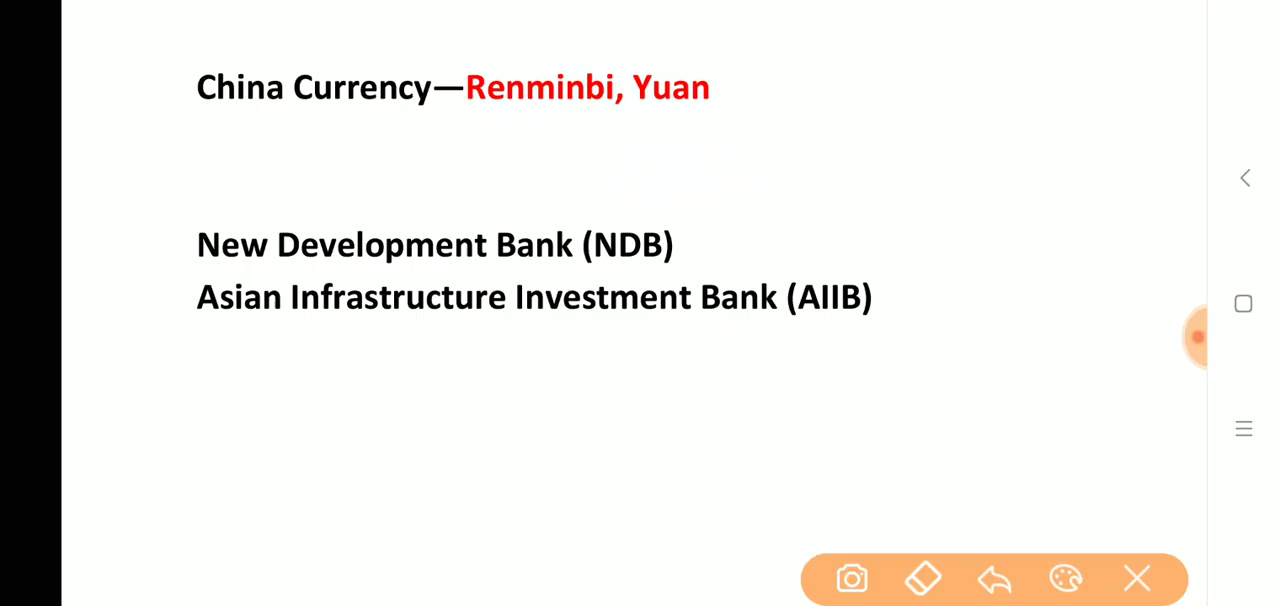 China Currency—Renminbi, Yuan
New Development Bank (NDB)
Asian Infrastructure Investment Bank (AIIB)